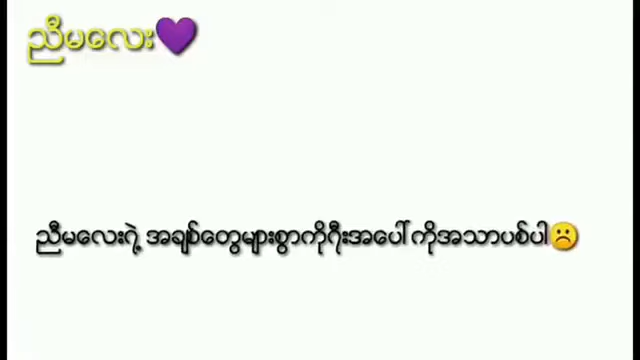 ညီမလေး💜
ညီမလေးရဲ့ အချစ်တွေများစွာကိုဂိုးအပေါ် ကိုအသာပစ်ပါ☹️